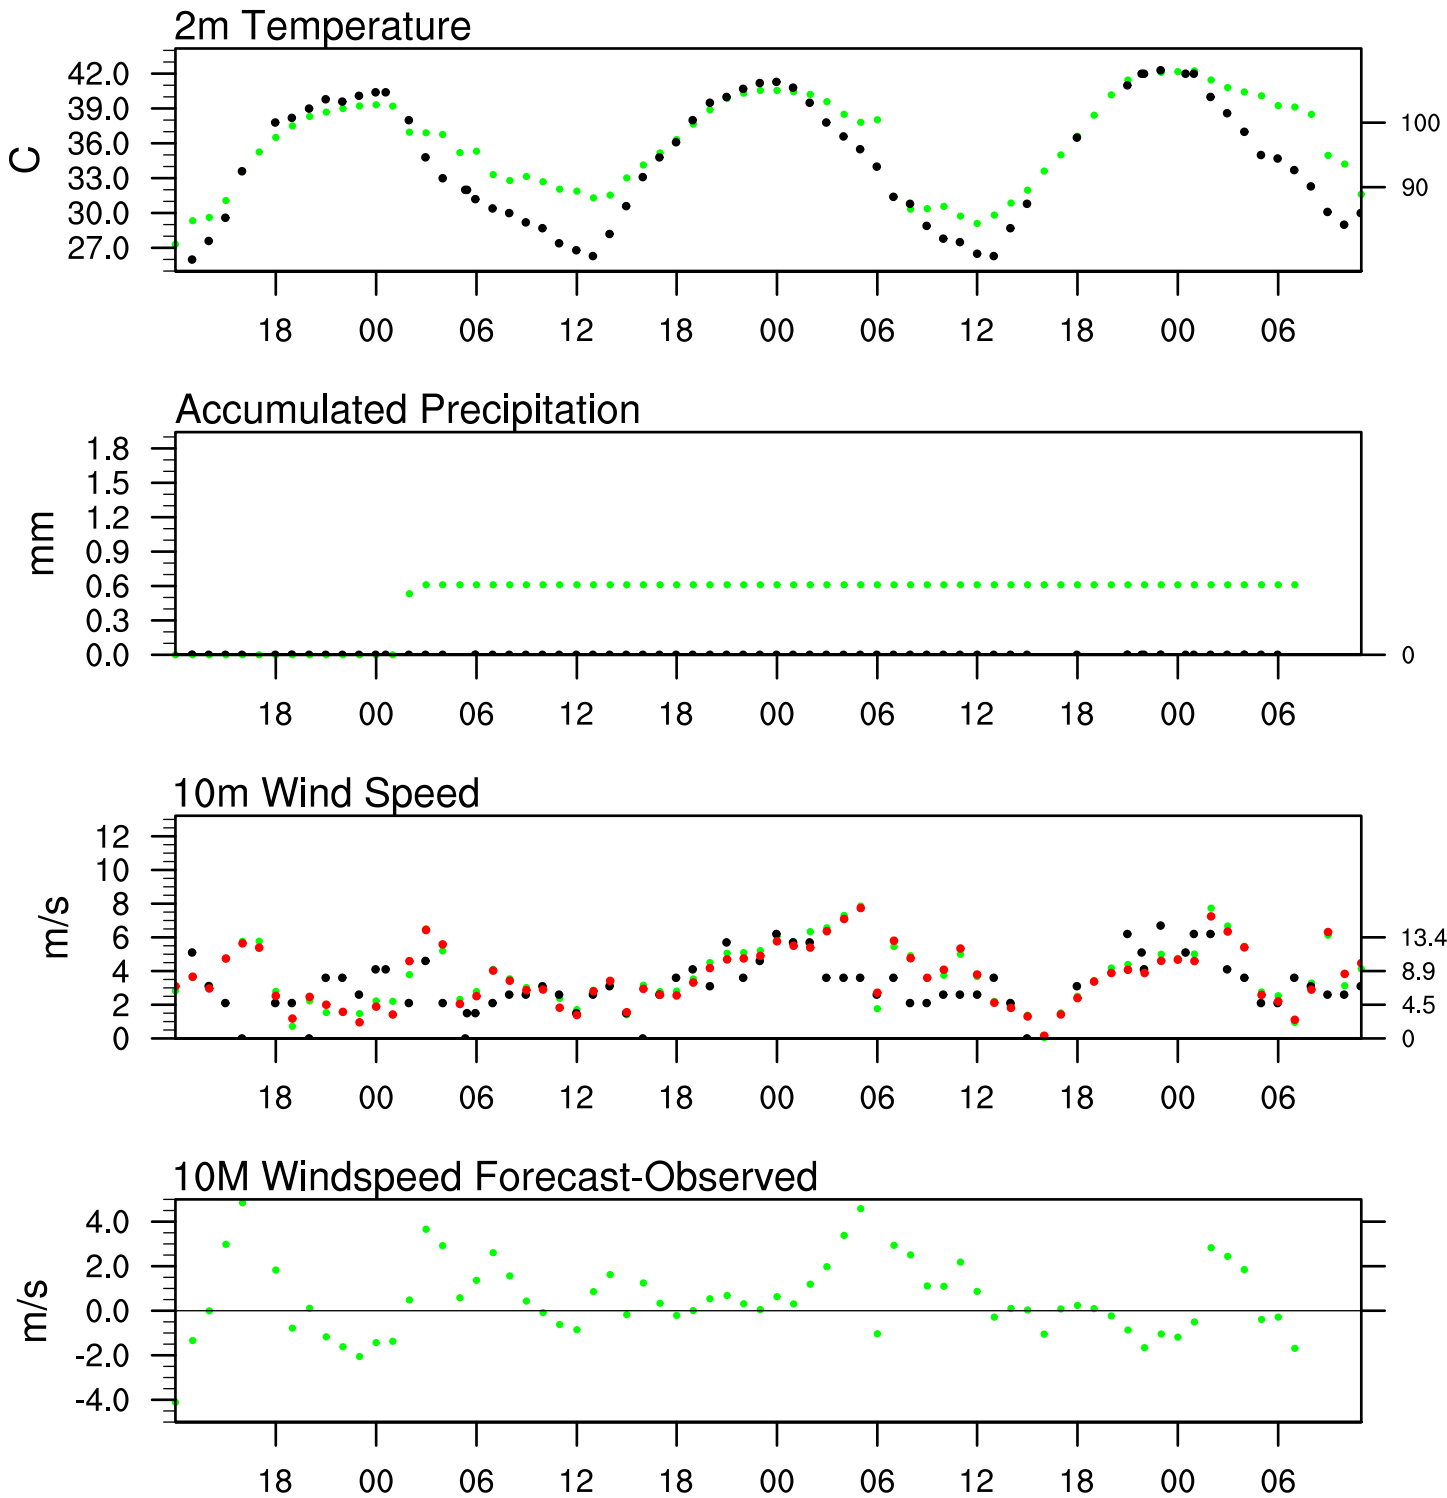 2m Temperature
C
42.0
39.0
36.0
33.0
30.0
27.0
100
90
18 00 06 12 18 00 06 12 18 00 06
Accumulated Precipitation
mm
1.8
1.5
1.2
0.9
0.6
0.3
0.0
0
18 00 06 12 18 00 06 12 18 00 06
10m Wind Speed
m/s
12
10
8
6
4
2
0
13.4
8.9
4.5
0
18 00 06 12 18 00 06 12 18 00 06
10M Windspeed Forecast-Observed
m/s
4.0
2.0
0.0
-2.0
-4.0
18 00 06 12 18 00 06 12 18 00 06